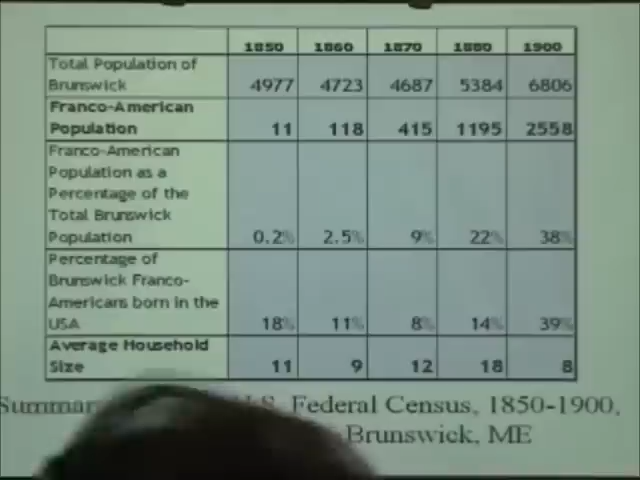 1850 1860 1870 1880 1900
Total Population of
Brunswick 4977 4723 4687 5384 6806
Franco-American
Population 11 118 415 1195 2558
Franco-American
Population as a
Percentage of the
Total Brunswick
Population 0.2% 2.5% 9% 22% 38%
Percentage of
Brunswick Franco-
Americans born in the
USA 18% 11% 8% 14% 39%
Average Household
Size 11 9 12 18 8
U.S. Federal Census, 1850-1900,
Brunswick, ME